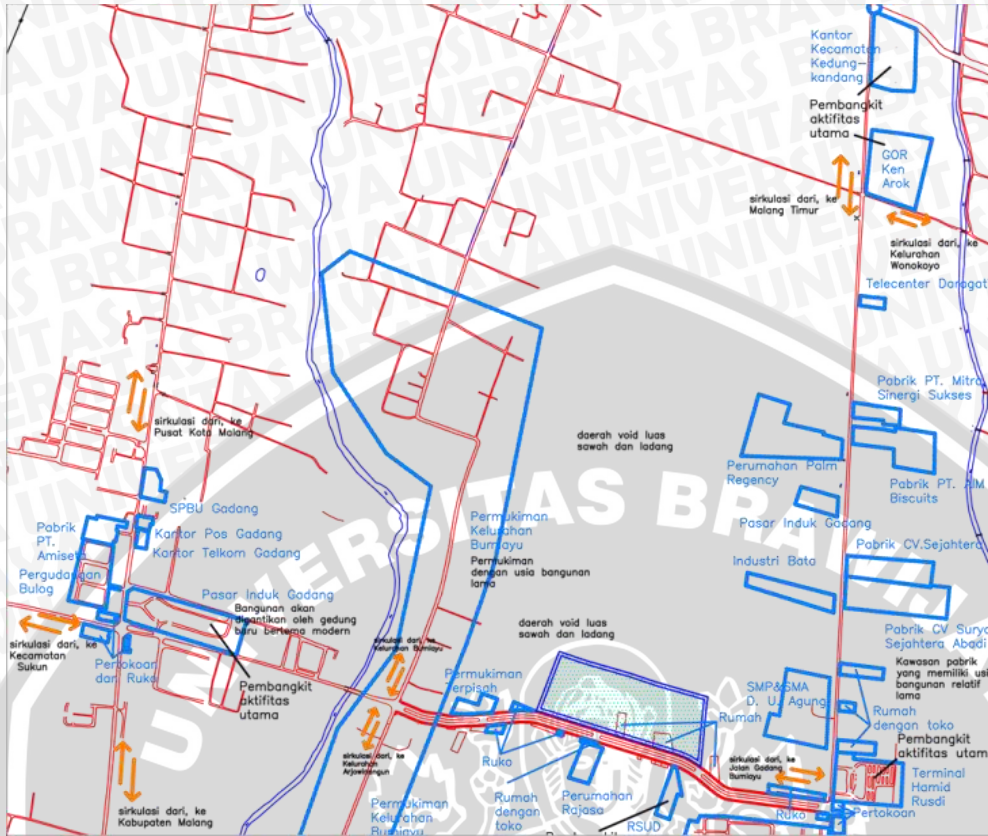 Kantor
Kecamatan
Kedung-
kandang
Pembangkit
aktifitas
utama
GOR
Ken
Arok
sirkulasi dari, ke
Malang Timur
sirkulasi dari, ke
Kelurahan
Wonokoyo
Telecenter
Pabrik PT. Mitra
Sinergi Sukses
daerah void luas
sawah dan ladang
Perumahan Palm
Regency
Pabrik PT. AIM
Biscuits
Pasar Induk Gadang
Pabrik CV.Sejahtera
Industri Bata
Pabrik CV Surya
Sejahtera Abadi
Kawasan pabrik
yang memiliki usi
bangunan relatif
lama
Rumah
dengan toko
Pembangkit
aktifitas utam
Terminal
Hamid
Rusdi
Pertokoan
Ruko
sirkulasi dari, ke
Jalan Gadang
Bumiayu
SMP&SMA
D. U. Agung
Rumah
sirkulasi dari, ke
Pusat Kota Malang
SPBU Gadang
Kantor Pos Gadang
Kantor Telkom Gadang
Pabrik
PT.
Pergudangan
Bulog
Pasar Induk Gadang
Bangunan akan
digantikan oleh gedung
baru bertema modern
sirkulasi dari, ke
Kecamatan
Sukun
Pertokoan
dan Ruko
Pembangkit
aktifitas
utama
sirkulasi dari, ke
Kabupaten Malang
Permukiman
Kelurahan
Bumiayu
Permukiman
dengan usia bangunan
lama
daerah void luas
sawah dan ladang
sirkulasi dari, ke
Kelurahan Bumiayu
Permukiman
Terpisah
sirkulasi dari, ke
Kelurahan
Arjowinangun
Ruko
Permukiman
Kelurahan
Bumiayu
Rumah
dengan
toko
Perumahan
Rajasa
RSUD
UNIVERSITAS BRAWIJ